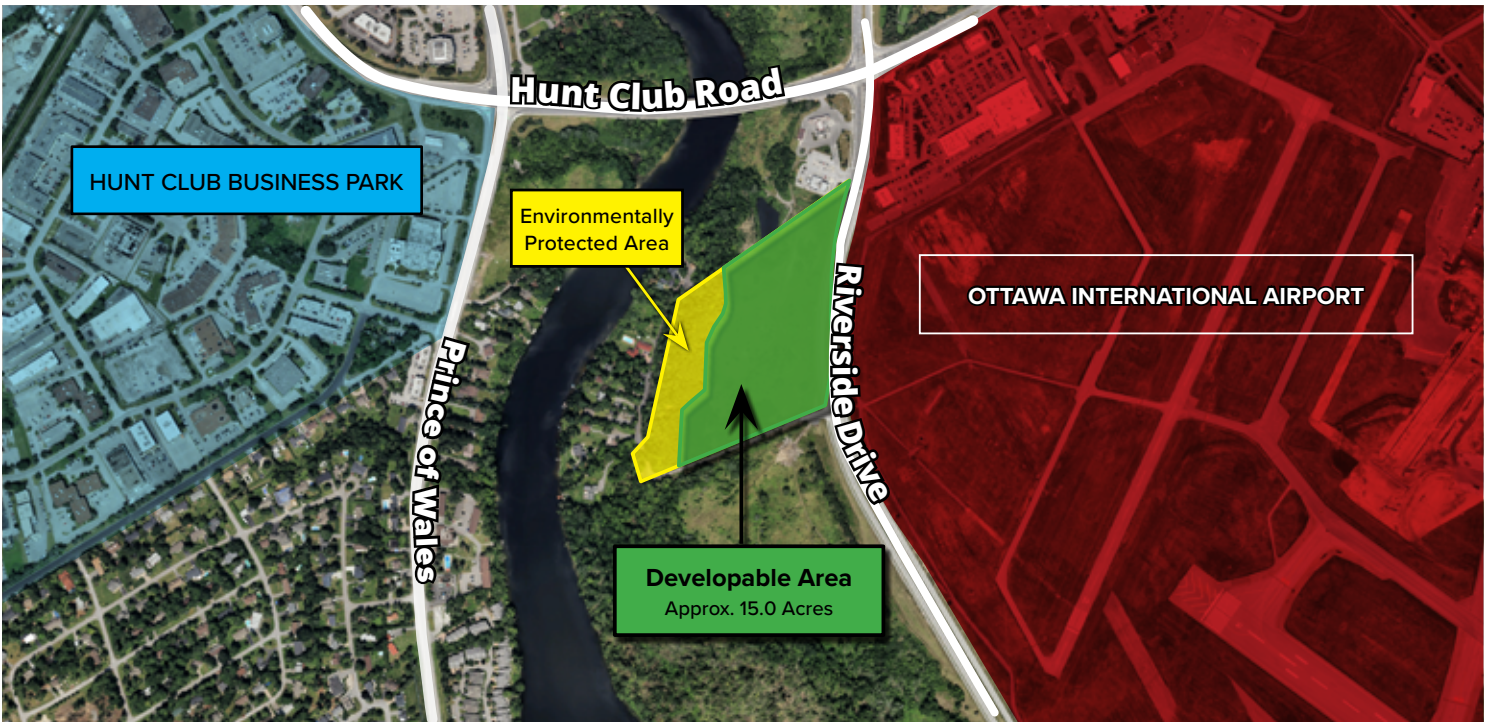 Hunt Club Road
HUNT CLUB BUSINESS PARK
Environmentally
Protected Area
OTTAWA INTERNATIONAL AIRPORT
Riverside Drive
Prince of Wales
Developable Area
Approx. 15.0 Acres